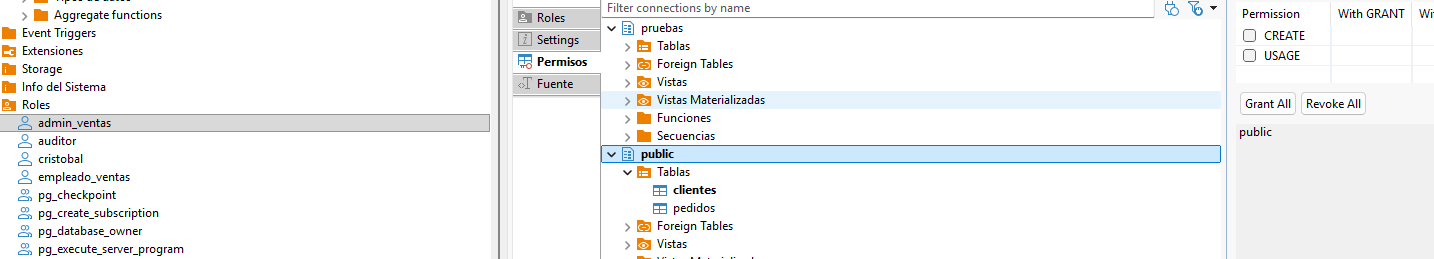 Aggregate functions
Event Triggers
Extensiones
Storage
Info del Sistema
Roles
admin_ventas
auditor
cristobal
empleado_ventas
pg_checkpoint
pg_create_subscription
pg_database_owner
pg_execute_server_program
Roles
Settings
Permisos
Fuente
Filter connections by name
pruebas
Tablas
Foreign Tables
Vistas
Vistas Materializadas
Funciones
Secuencias
public
Tablas
clientes
pedidos
Foreign Tables
Vistas
Permission With GRANT
CREATE
USAGE
Grant All Revoke All
public